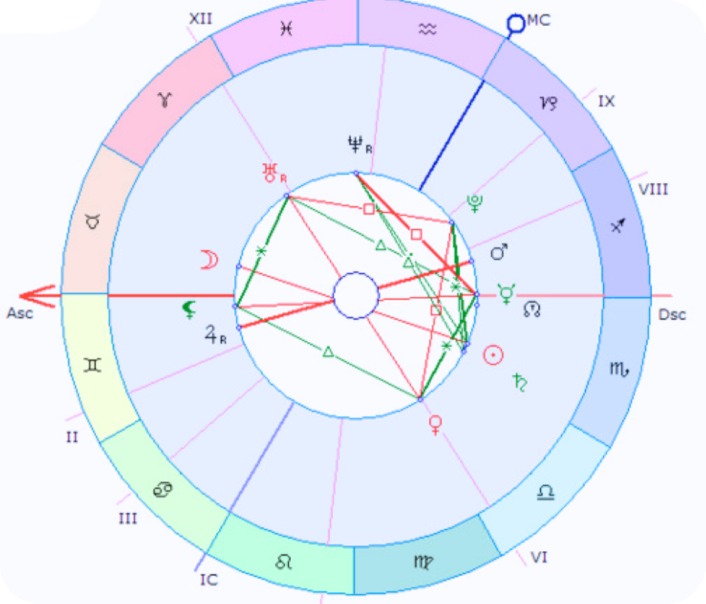 XII
MC
♓
♒
♈
♑
IX
♆R
♅R
VIII
♇
♉
♐
☽
♂
Asc
⚸
☿
☊
Dsc
♃R
☉
♊
♏
♄
♀
II
III
♋
♎
♌
♍
VI
IC